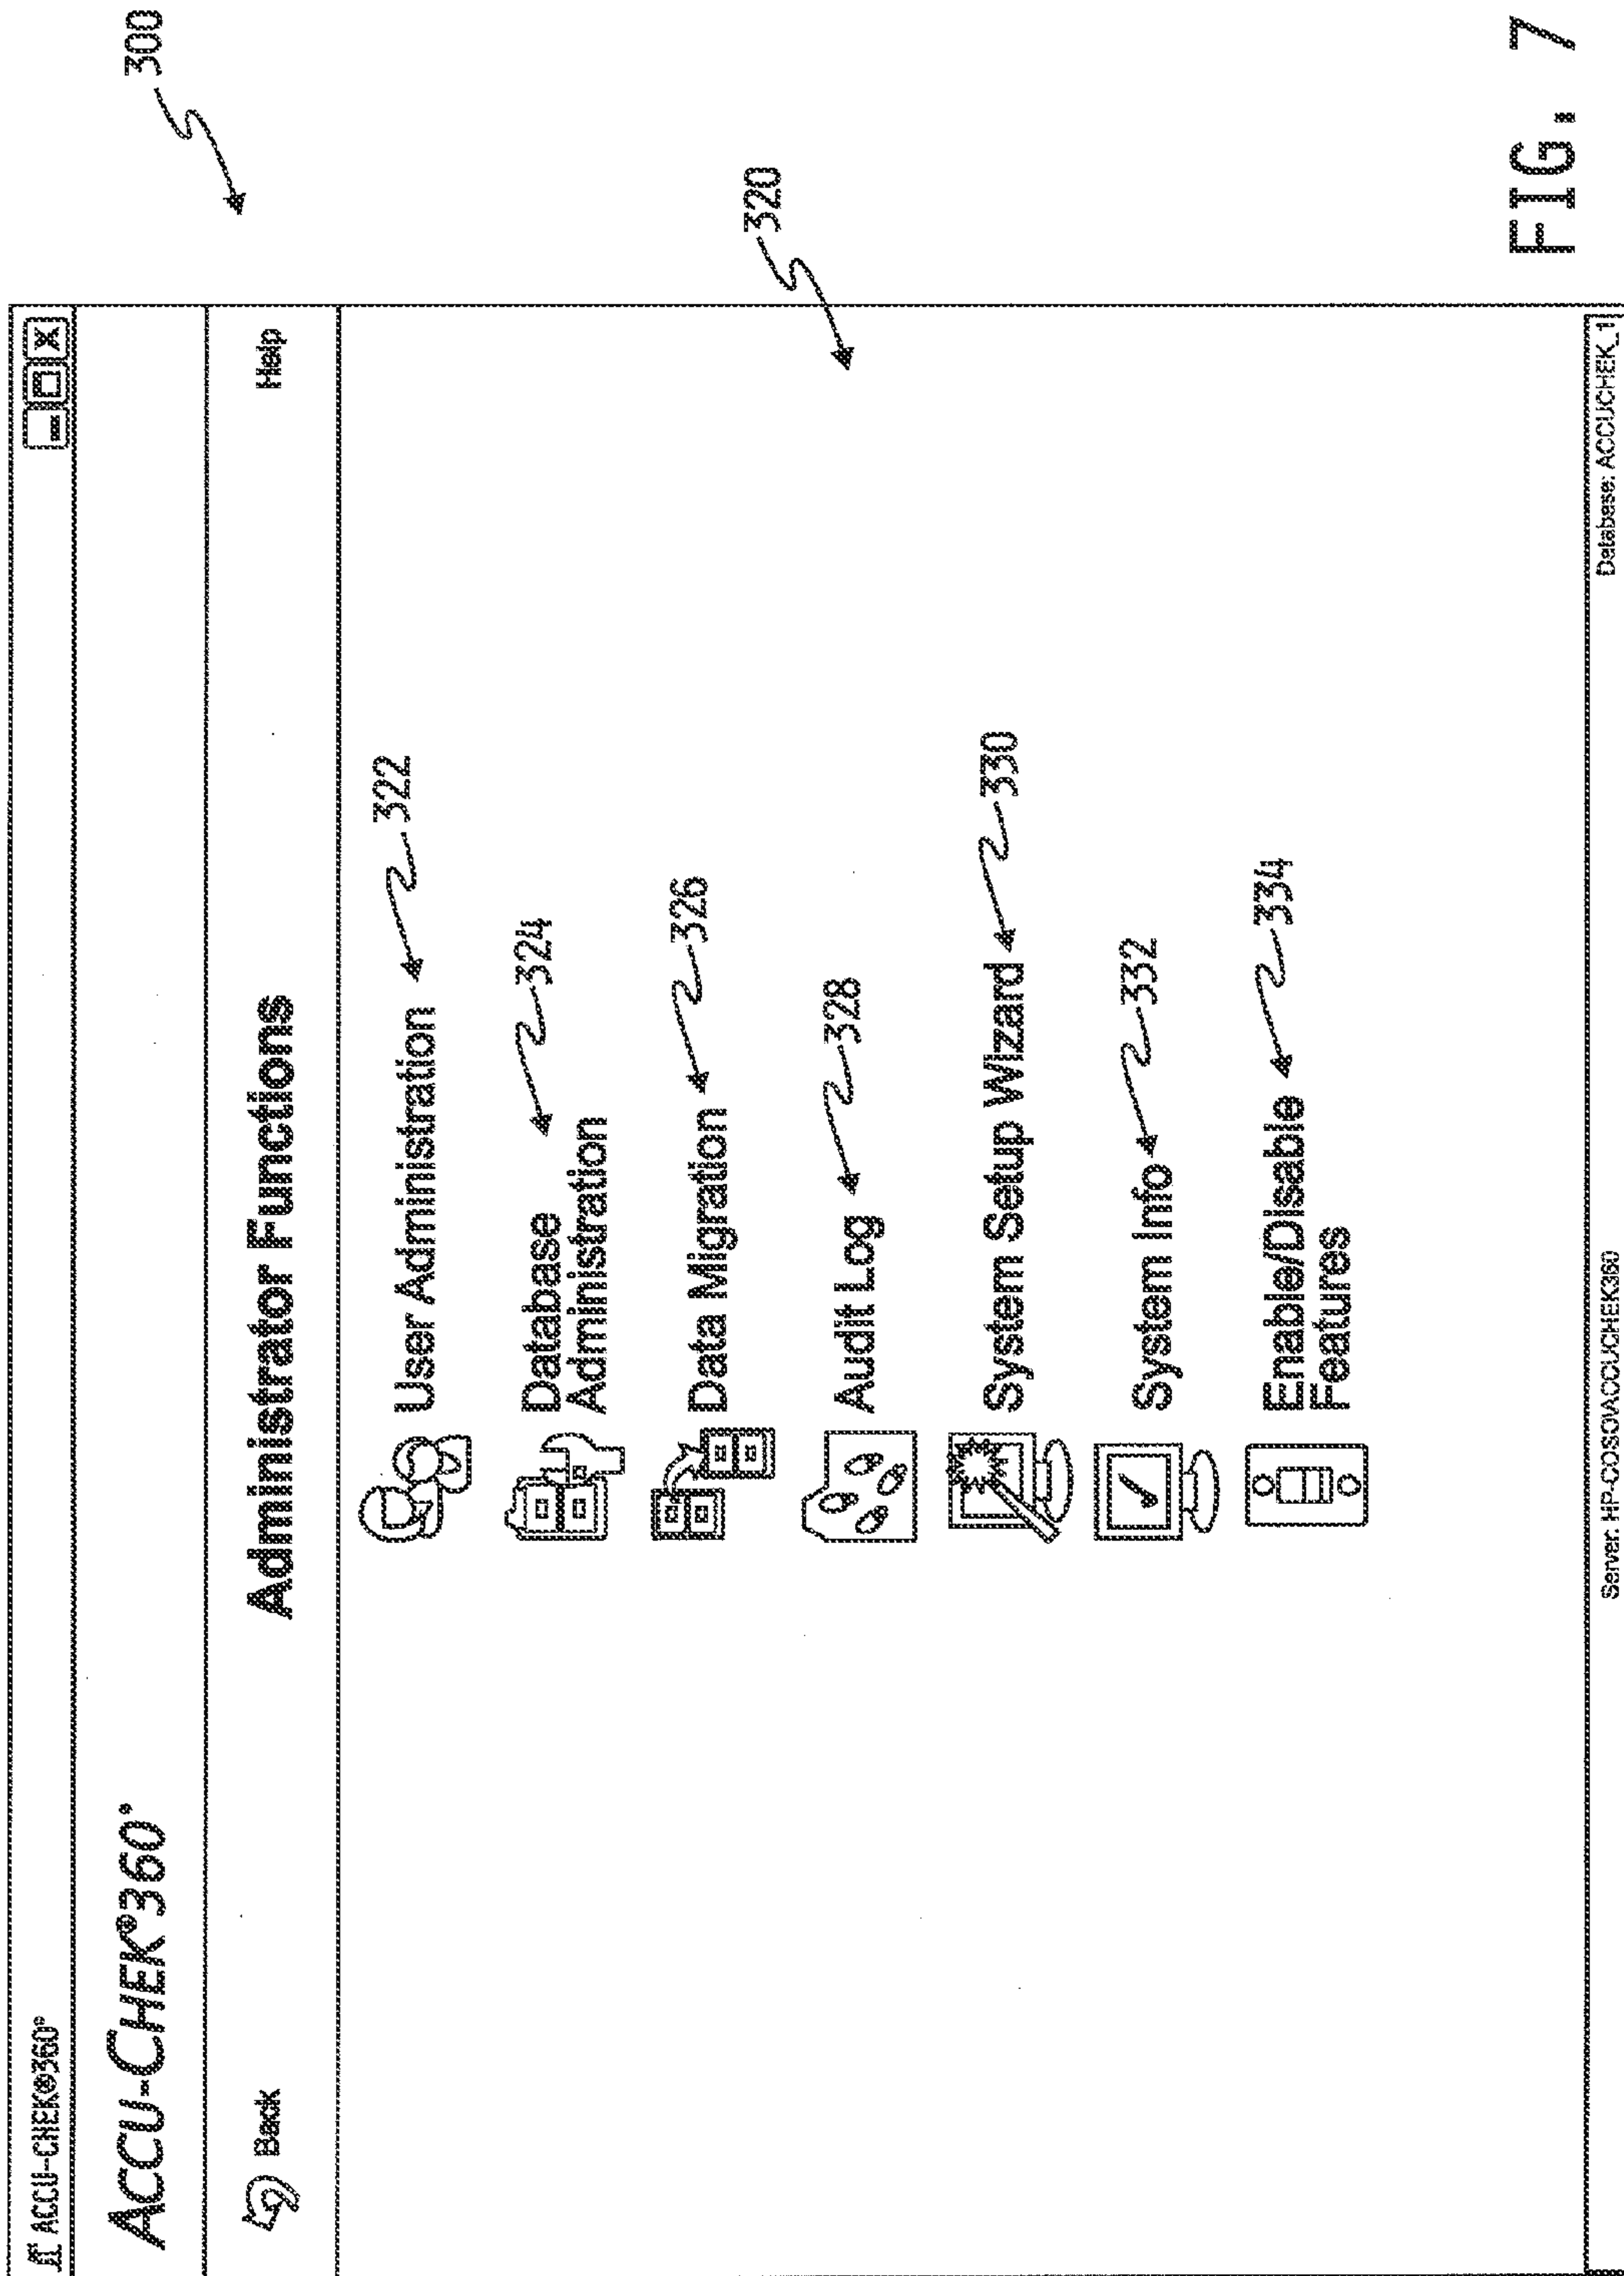 ACCU-CHEK®360°
ACCU-CHEK®360°
Back
Administrator Functions
Help
300
User Administration
322
Database
Administration
324
320
Data Migration
326
Audit Log
328
System Setup Wizard
330
System Info
332
Enable/Disable
Features
334
Server: HP-COSO\ACCUCHEK360
Database: ACCUCHEK_1
FIG. 7